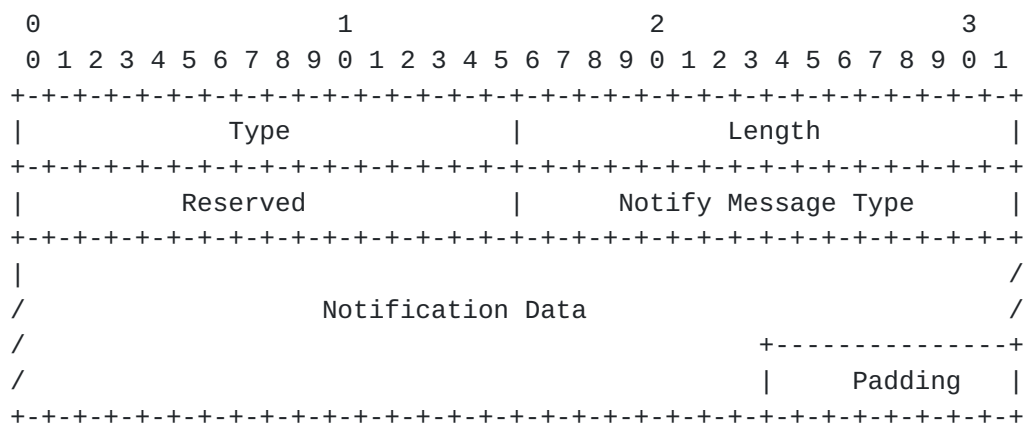 0                   1                   2                   3
0 1 2 3 4 5 6 7 8 9 0 1 2 3 4 5 6 7 8 9 0 1 2 3 4 5 6 7 8 9 0 1
+-+-+-+-+-+-+-+-+-+-+-+-+-+-+-+-+-+-+-+-+-+-+-+-+-+-+-+-+-+-+-+-+
|             Type              |             Length            |
+-+-+-+-+-+-+-+-+-+-+-+-+-+-+-+-+-+-+-+-+-+-+-+-+-+-+-+-+-+-+-+-+
|          Reserved             |      Notify Message Type      |
+-+-+-+-+-+-+-+-+-+-+-+-+-+-+-+-+-+-+-+-+-+-+-+-+-+-+-+-+-+-+-+-+
|                                                               /
/                   Notification Data                           /
/                                               +---------------+
/                                               |     Padding   |
+-+-+-+-+-+-+-+-+-+-+-+-+-+-+-+-+-+-+-+-+-+-+-+-+-+-+-+-+-+-+-+-+